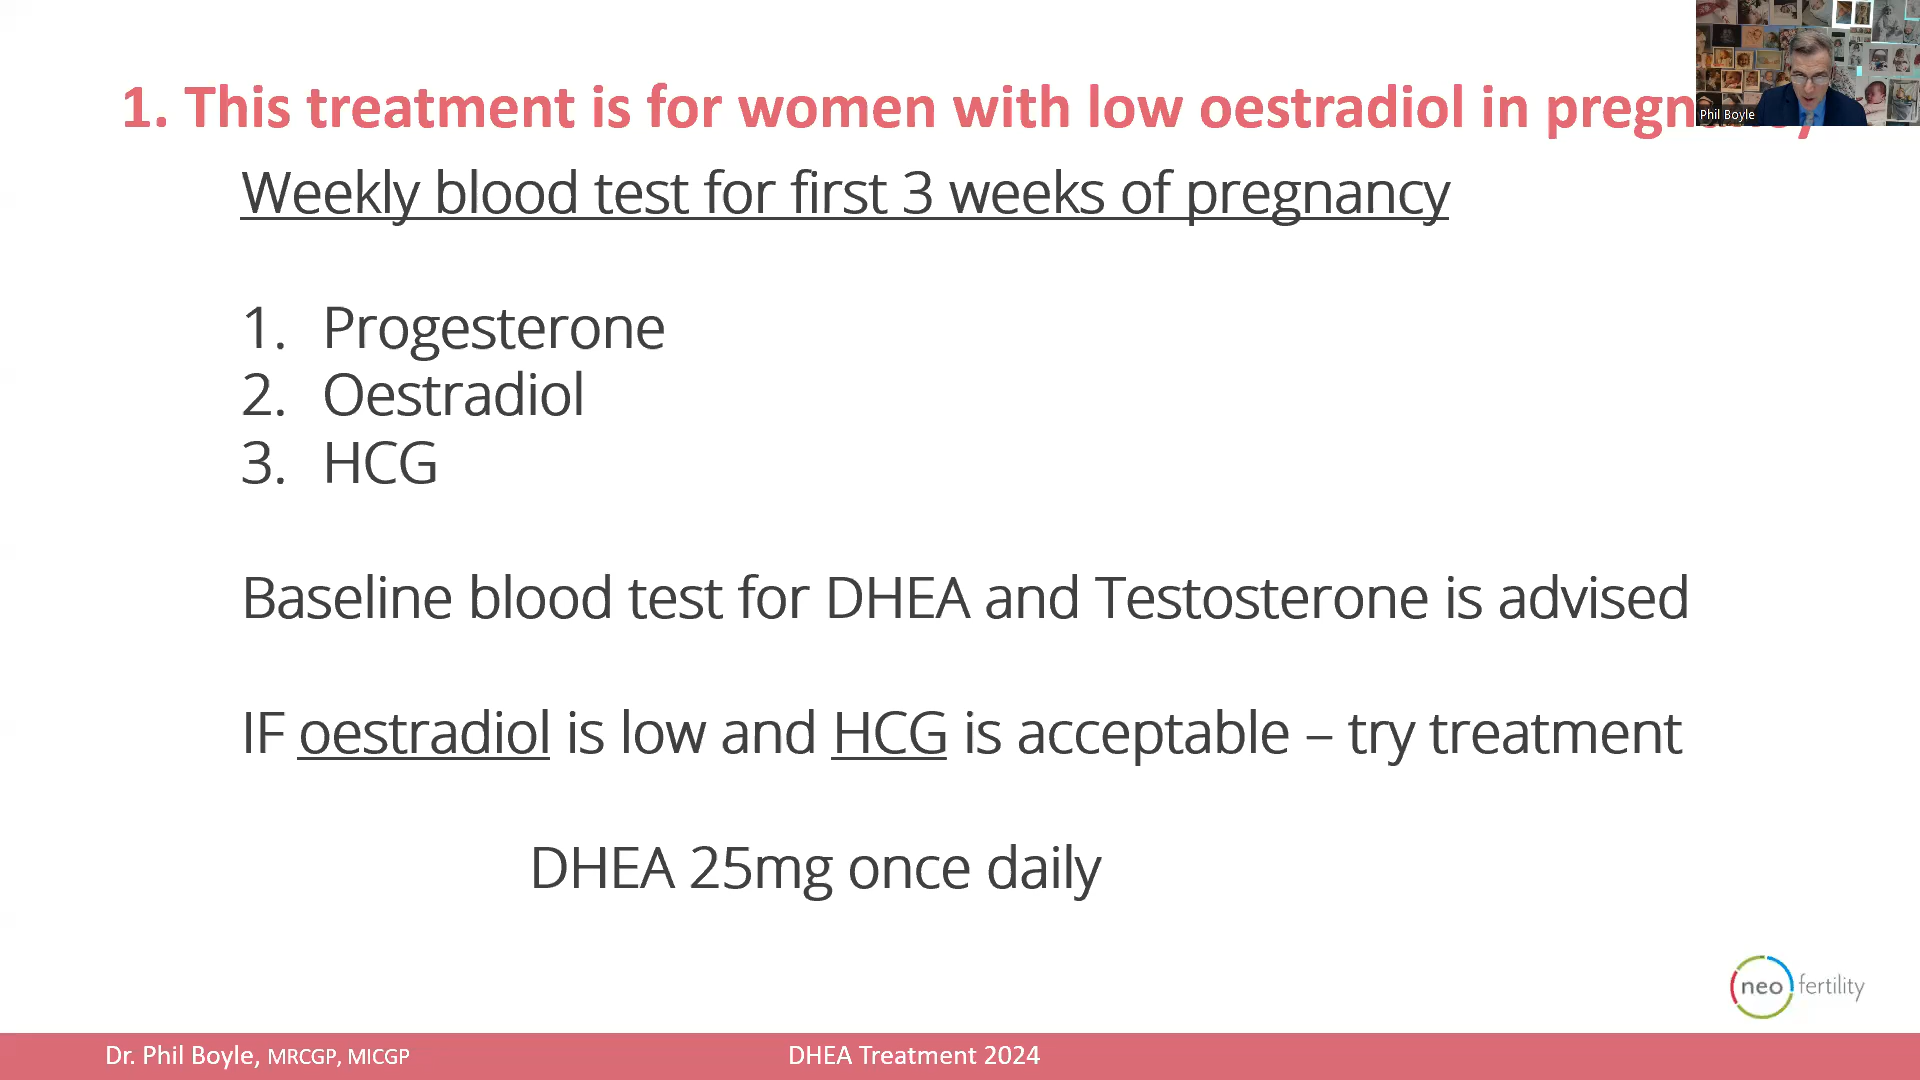 1. This treatment is for women with low oestradiol in
Phil Boyle
Weekly blood test for first 3 weeks of pregnancy
1. Progesterone
2. Oestradiol
3. HCG
Baseline blood test for DHEA and Testosterone is advised
IF oestradiol is low and HCG is acceptable – try treatment
DHEA 25mg once daily
neo fertility
Dr. Phil Boyle, MRCGP, MICGP
DHEA Treatment 2024